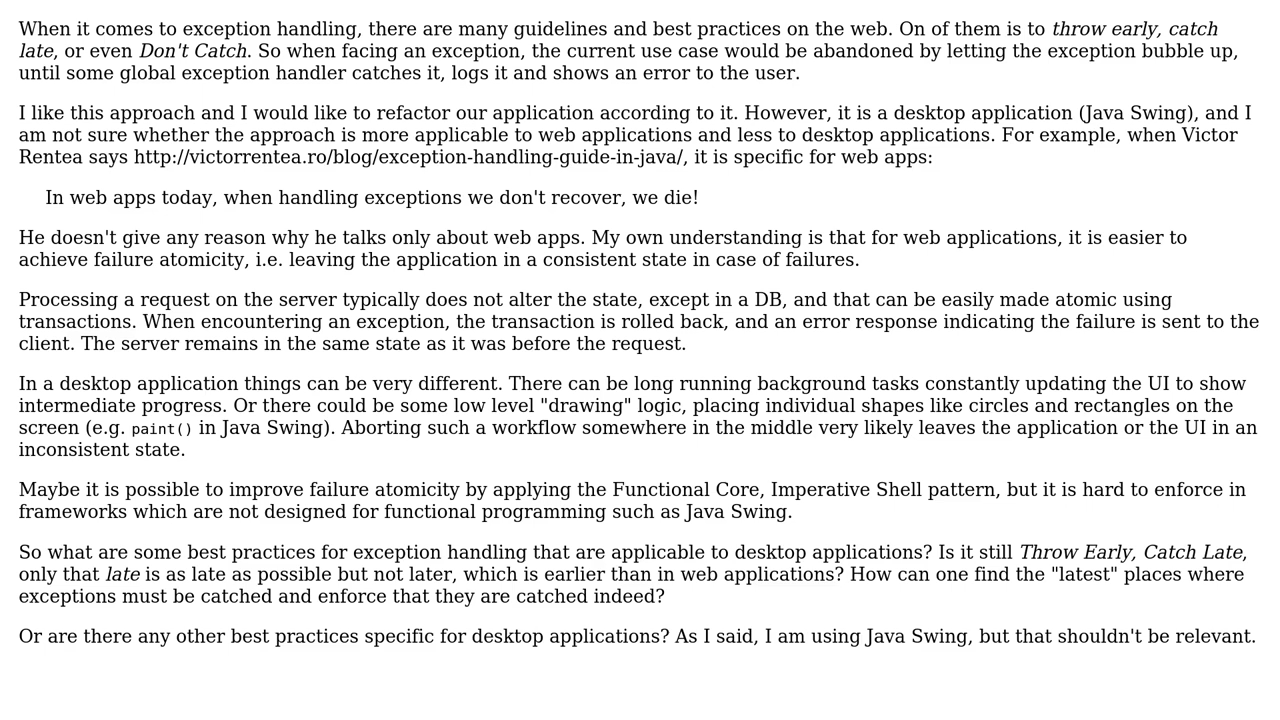 When it comes to exception handling, there are many guidelines and best practices on the web. On of them is to throw early, catch
late, or even Don't Catch. So when facing an exception, the current use case would be abandoned by letting the exception bubble up,
until some global exception handler catches it, logs it and shows an error to the user.
I like this approach and I would like to refactor our application according to it. However, it is a desktop application (Java Swing), and I
am not sure whether the approach is more applicable to web applications and less to desktop applications. For example, when Victor
Rentea says http://victorrentea.ro/blog/exception-handling-guide-in-java/, it is specific for web apps:
In web apps today, when handling exceptions we don't recover, we die!
He doesn't give any reason why he talks only about web apps. My own understanding is that for web applications, it is easier to
achieve failure atomicity, i.e. leaving the application in a consistent state in case of failures.
Processing a request on the server typically does not alter the state, except in a DB, and that can be easily made atomic using
transactions. When encountering an exception, the transaction is rolled back, and an error response indicating the failure is sent to the
client. The server remains in the same state as it was before the request.
In a desktop application things can be very different. There can be long running background tasks constantly updating the UI to show
intermediate progress. Or there could be some low level "drawing" logic, placing individual shapes like circles and rectangles on the
screen (e.g. paint() in Java Swing). Aborting such a workflow somewhere in the middle very likely leaves the application or the UI in an
inconsistent state.
Maybe it is possible to improve failure atomicity by applying the Functional Core, Imperative Shell pattern, but it is hard to enforce in
frameworks which are not designed for functional programming such as Java Swing.
So what are some best practices for exception handling that are applicable to desktop applications? Is it still Throw Early, Catch Late,
only that late is as late as possible but not later, which is earlier than in web applications? How can one find the "latest" places where
exceptions must be catched and enforce that they are catched indeed?
Or are there any other best practices specific for desktop applications? As I said, I am using Java Swing, but that shouldn't be relevant.